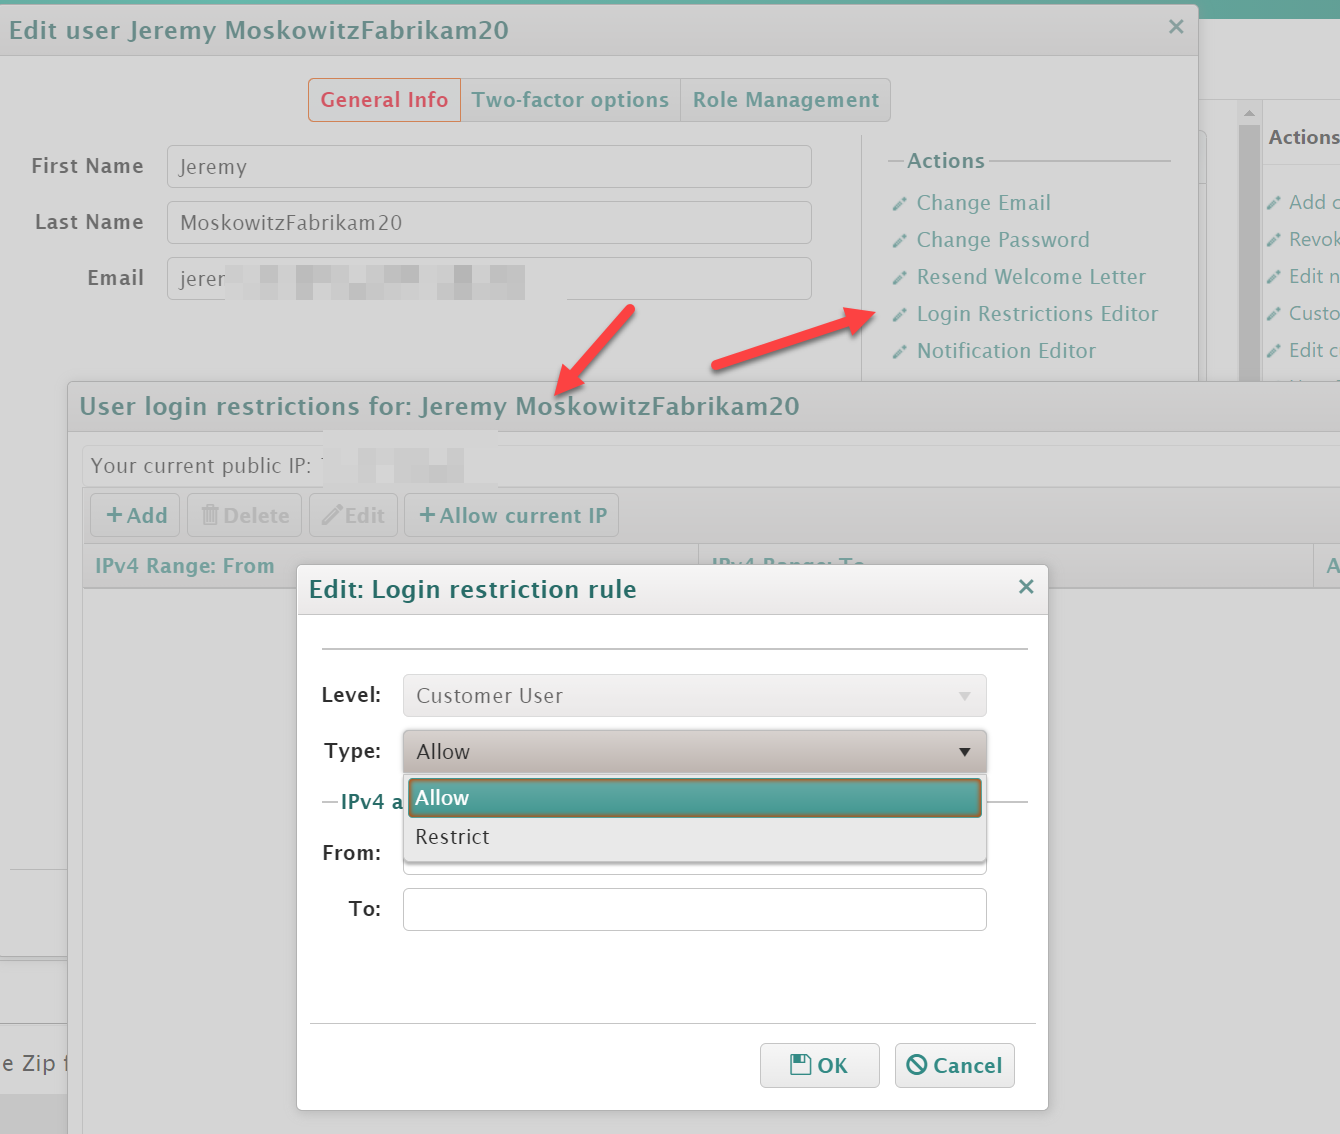 Edit user Jeremy MoskowitzFabrikam20
General Info
Two-factor options
Role Management
First Name
Jeremy
Last Name
MoskowitzFabrikam20
Email
jerer
Actions
Change Email
Change Password
Resend Welcome Letter
Login Restrictions Editor
Notification Editor
Actions
Add c
Revok
Edit n
Custo
Edit c
User login restrictions for: Jeremy MoskowitzFabrikam20
Your current public IP:
+ Add
Delete
Edit
+ Allow current IP
IPv4 Range: From
IPv4 Range: To
A
Edit: Login restriction rule
Level:
Customer User
Type:
Allow
Allow
Restrict
IPv4 a
From:
To:
OK
Cancel
e Zip f